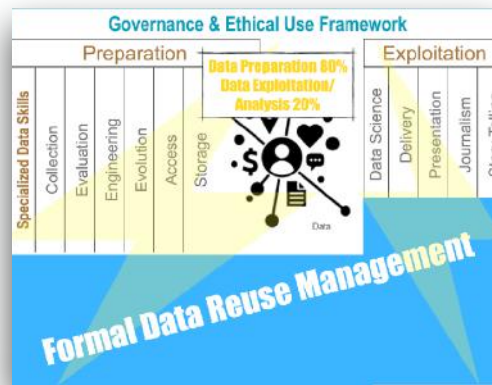 Governance & Ethical Use Framework
Preparation
Exploitation
Data Preparation 80%
Data Exploitation/
Analysis 20%
Specialized Data Skills
Collection
Evaluation
Engineering
Evolution
Access
Storage
Data Science
Delivery
Presentation
Journalism
$
Data
Formal Data Reuse Management